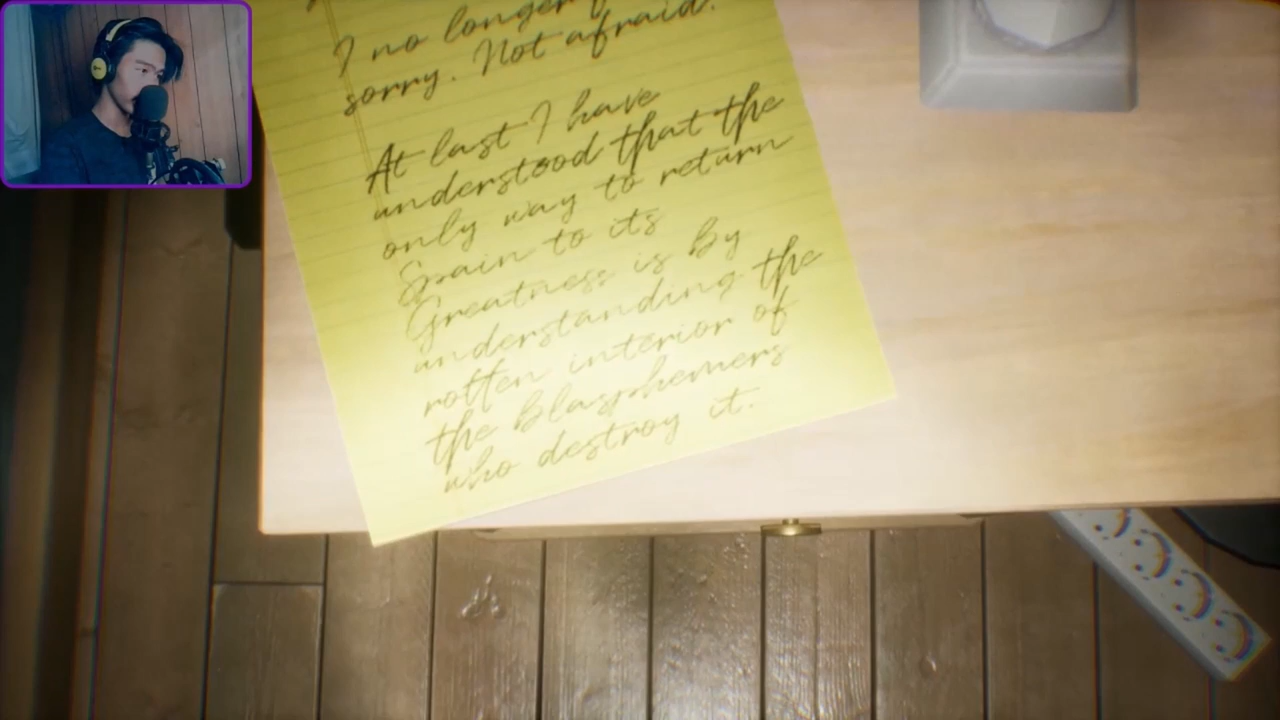 I no longer
sorry. Not afraid.
At last I have
understood that the
only way to return
Spain to its
Greatness is By
understanding the
rotten interior of
the Blasphemers
who destroy it.